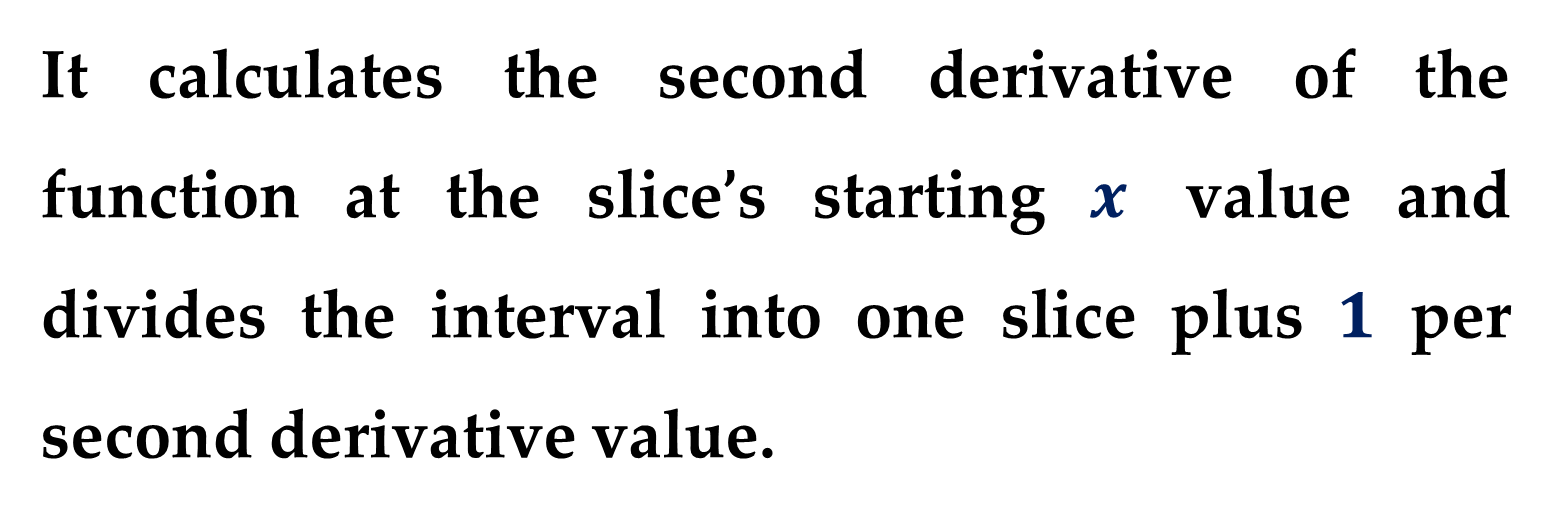 It calculates the second derivative of the
function at the slice’s starting x value and
divides the interval into one slice plus 1 per
second derivative value.